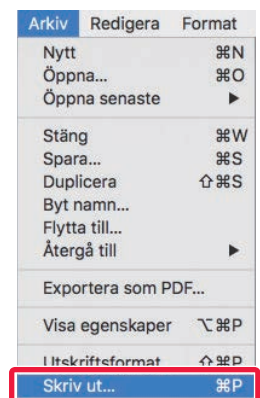 Arkiv Redigera Format
Nytt ⌘N
Öppna... ⌘O
Öppna senaste ▶
Stäng ⌘W
Spara... ⌘S
Duplicera ⇧⌘S
Byt namn...
Flytta till...
Återgå till ▶
Exportera som PDF...
Visa egenskaper ⌥⌘P
Utskriftsformat ⇧⌘P
Skriv ut... ⌘P